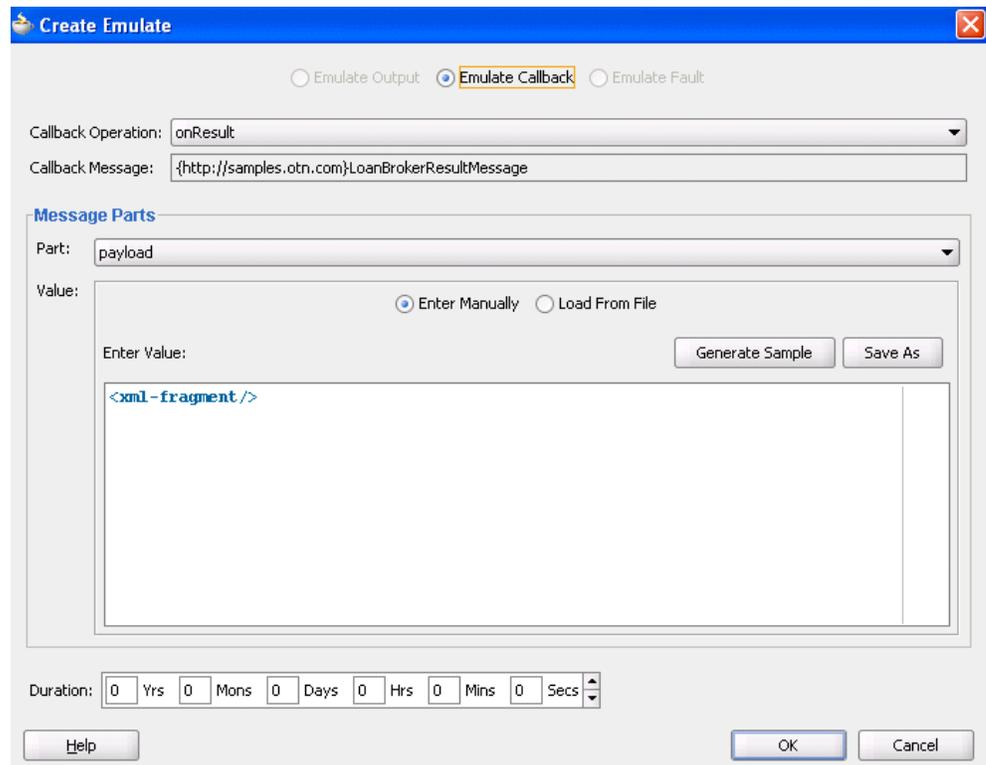 Create Emulate
Emulate Output Emulate Callback Emulate Fault
Callback Operation: onResult
Callback Message: {http://samples.otn.com}LoanBrokerResultMessage
Message Parts
Part: payload
Value: Enter Manually Load From File
Enter Value: Generate Sample Save As
<xml-fragment/>
Duration: 0 Yrs 0 Mons 0 Days 0 Hrs 0 Mins 0 Secs
Help OK Cancel